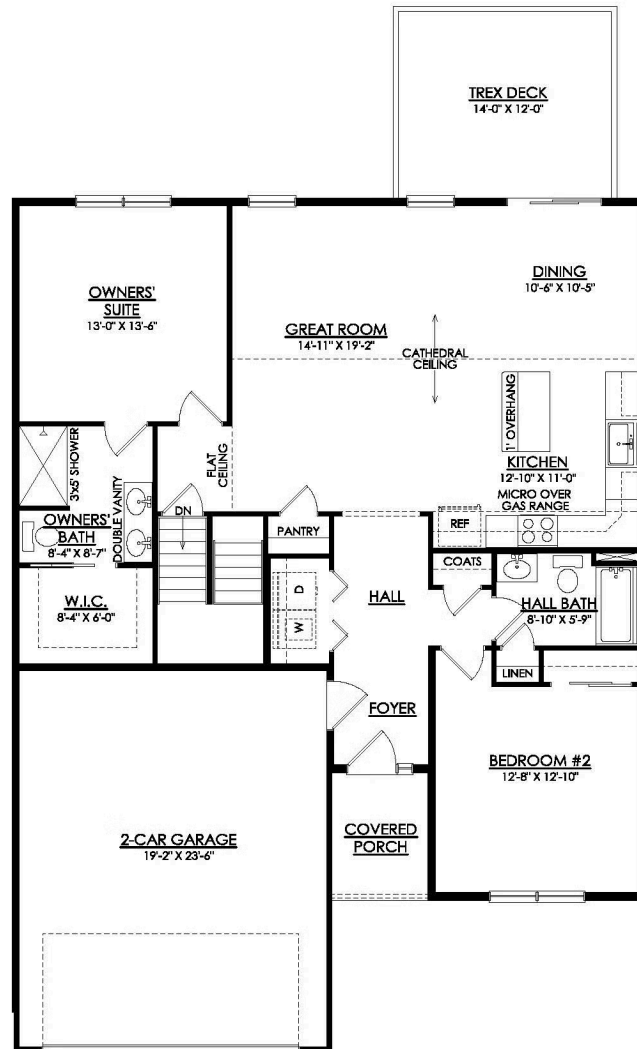 TREX DECK
14'-0" X 12'-0"
DINING
10'-6" X 10'-5"
OWNERS'
SUITE
13'-0" X 13'-6"
GREAT ROOM
14'-11" X 19'-2"
CATHEDRAL
CEILING
1' OVERHANG
KITCHEN
12'-10" X 11'-0"
MICRO OVER
GAS RANGE
REF
FLAT
CEILING
3'x5' SHOWER
DOUBLE VANITY
OWNERS'
BATH
8'-4" X 8'-7"
DN
PANTRY
W.I.C.
8'-4" X 6'-0"
D
W
HALL
COATS
HALL BATH
8'-10" X 5'-9"
LINEN
FOYER
BEDROOM #2
12'-8" X 12'-10"
COVERED
PORCH
2-CAR GARAGE
19'-2" X 23'-6"